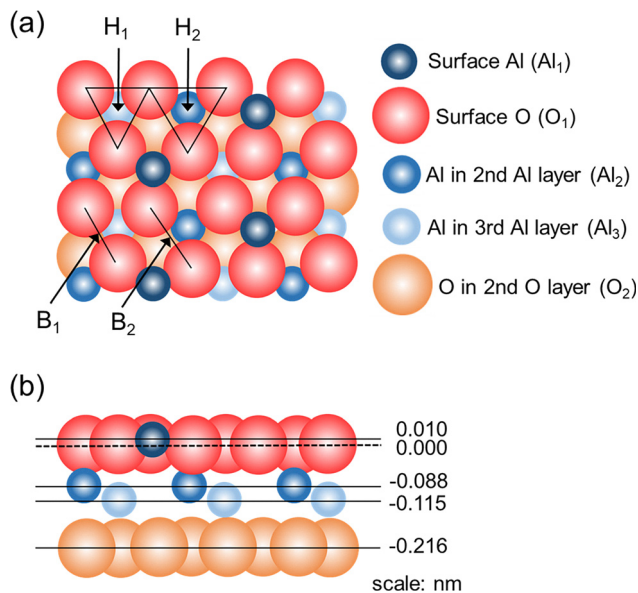 (a)
H₁
H₂
B₁
B₂
Surface Al (Al₁)
Surface O (O₁)
Al in 2nd Al layer (Al₂)
Al in 3rd Al layer (Al₃)
O in 2nd O layer (O₂)
(b)
0.010
0.000
-0.088
-0.115
-0.216
scale: nm